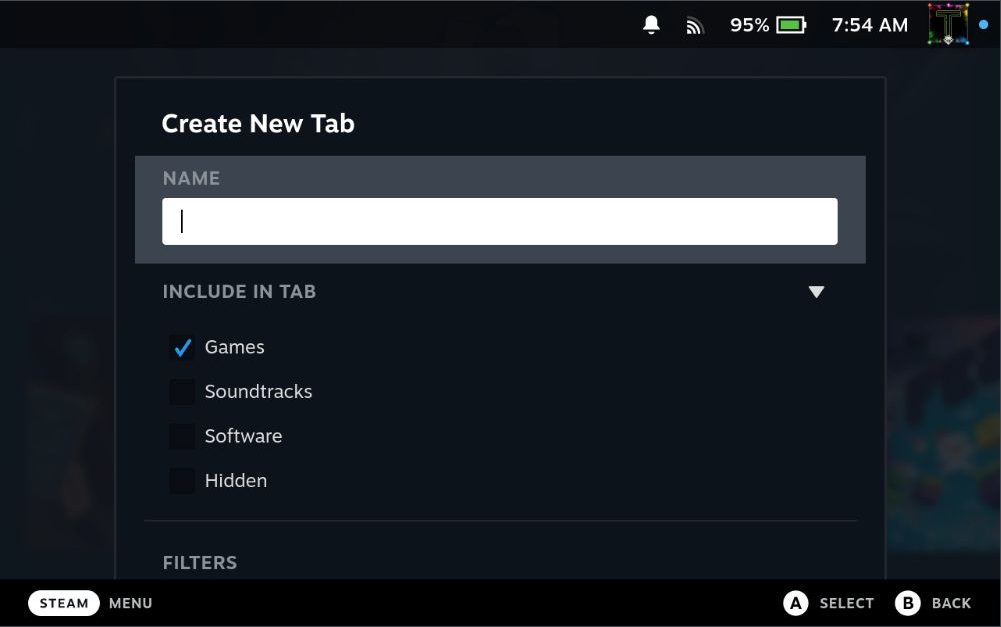 95% 7:54 AM
Create New Tab
NAME
INCLUDE IN TAB
Games
Soundtracks
Software
Hidden
FILTERS
STEAM MENU A SELECT B BACK